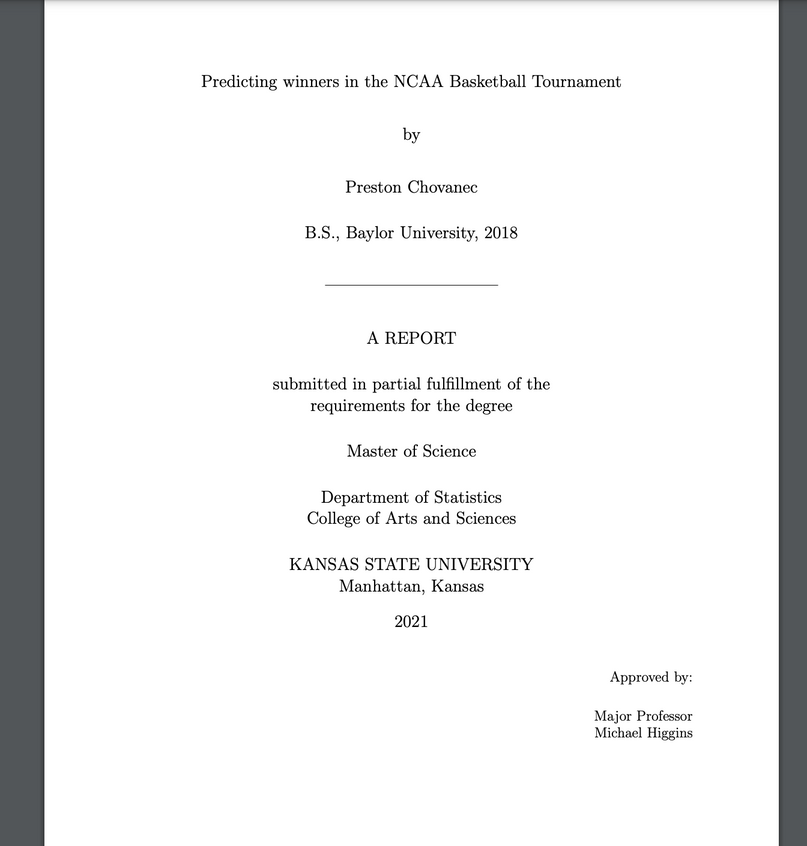 Predicting winners in the NCAA Basketball Tournament
by
Preston Chovanec
B.S., Baylor University, 2018
A REPORT
submitted in partial fulfillment of the
requirements for the degree
Master of Science
Department of Statistics
College of Arts and Sciences
KANSAS STATE UNIVERSITY
Manhattan, Kansas
2021
Approved by:
Major Professor
Michael Higgins